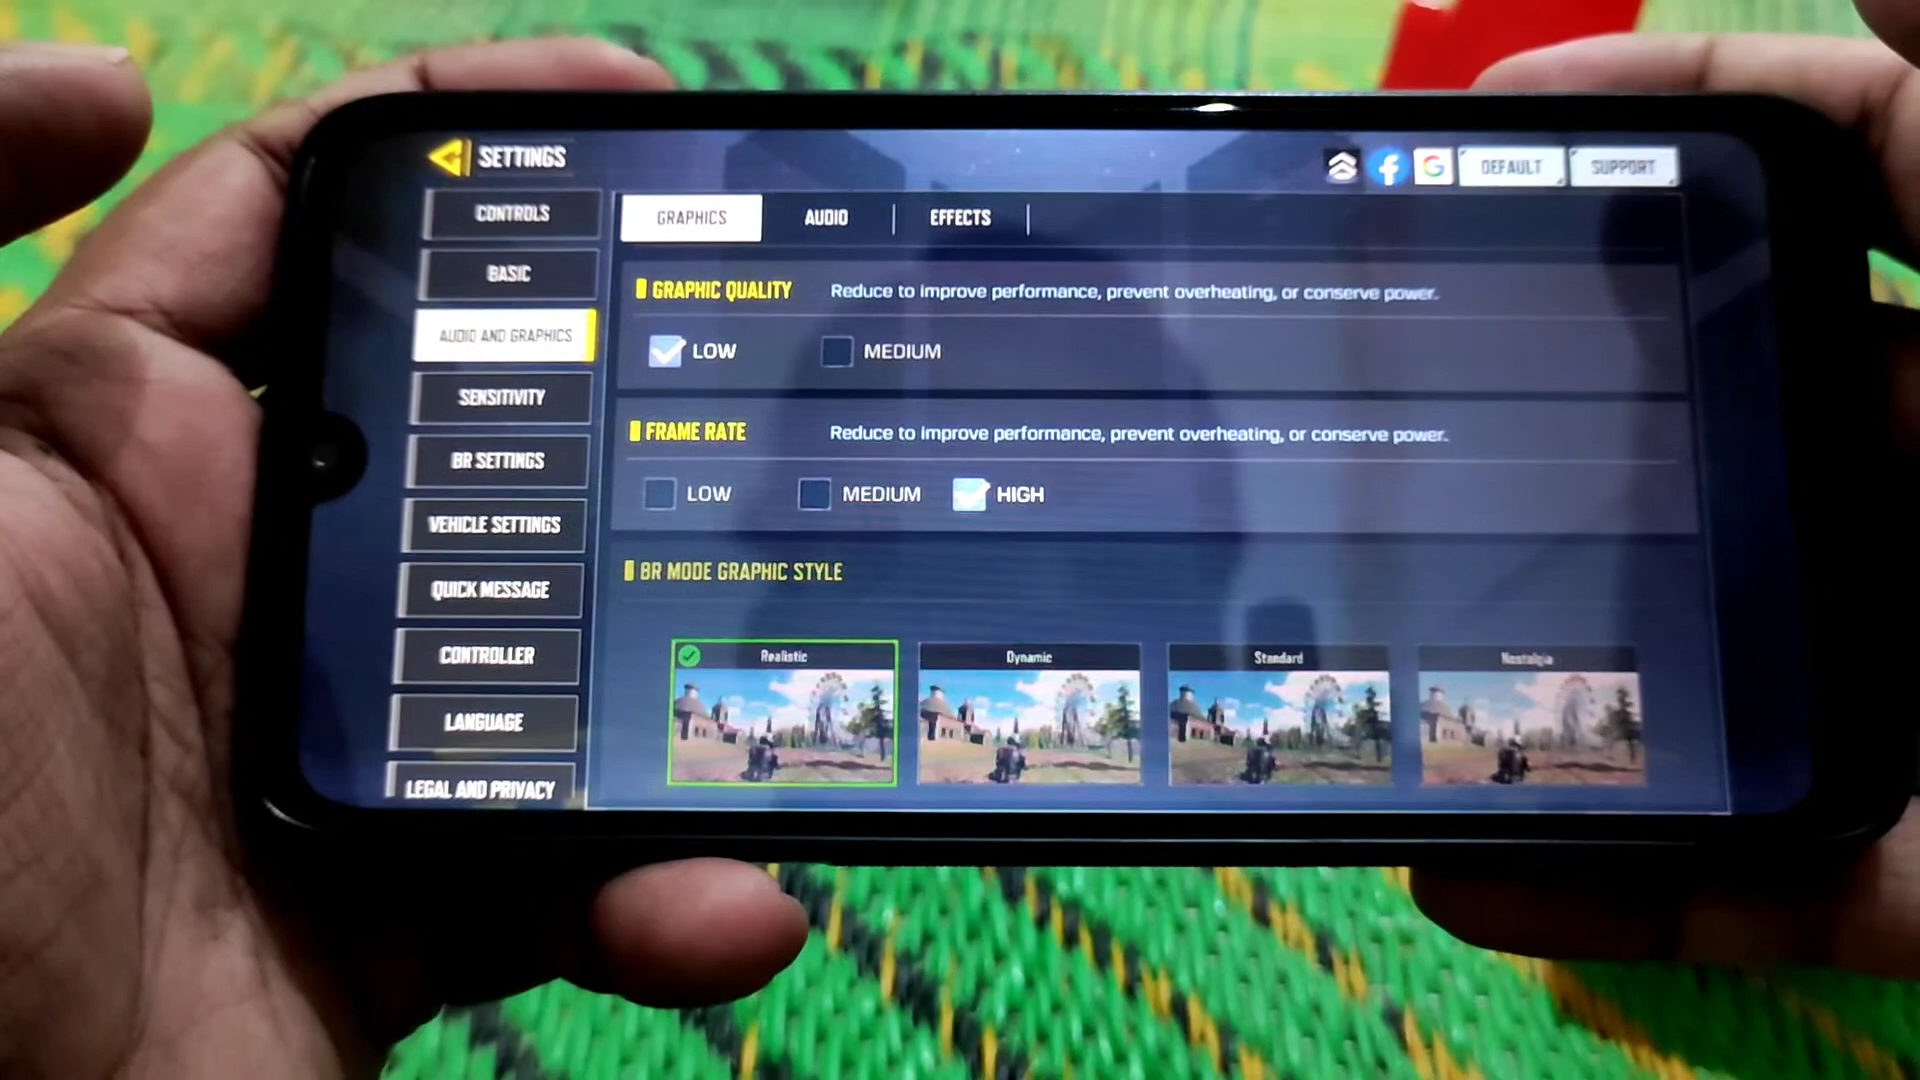 SETTINGS
DEFAULT
SUPPORT
CONTROLS
BASIC
AUDIO AND GRAPHICS
SENSITIVITY
BR SETTINGS
VEHICLE SETTINGS
QUICK MESSAGE
CONTROLLER
LANGUAGE
LEGAL AND PRIVACY
GRAPHICS AUDIO EFFECTS
GRAPHIC QUALITY Reduce to improve performance, prevent overheating, or conserve power.
LOW MEDIUM
FRAME RATE Reduce to improve performance, prevent overheating, or conserve power.
LOW MEDIUM HIGH
BR MODE GRAPHIC STYLE
Realistic Dynamic Standard Nostalgia